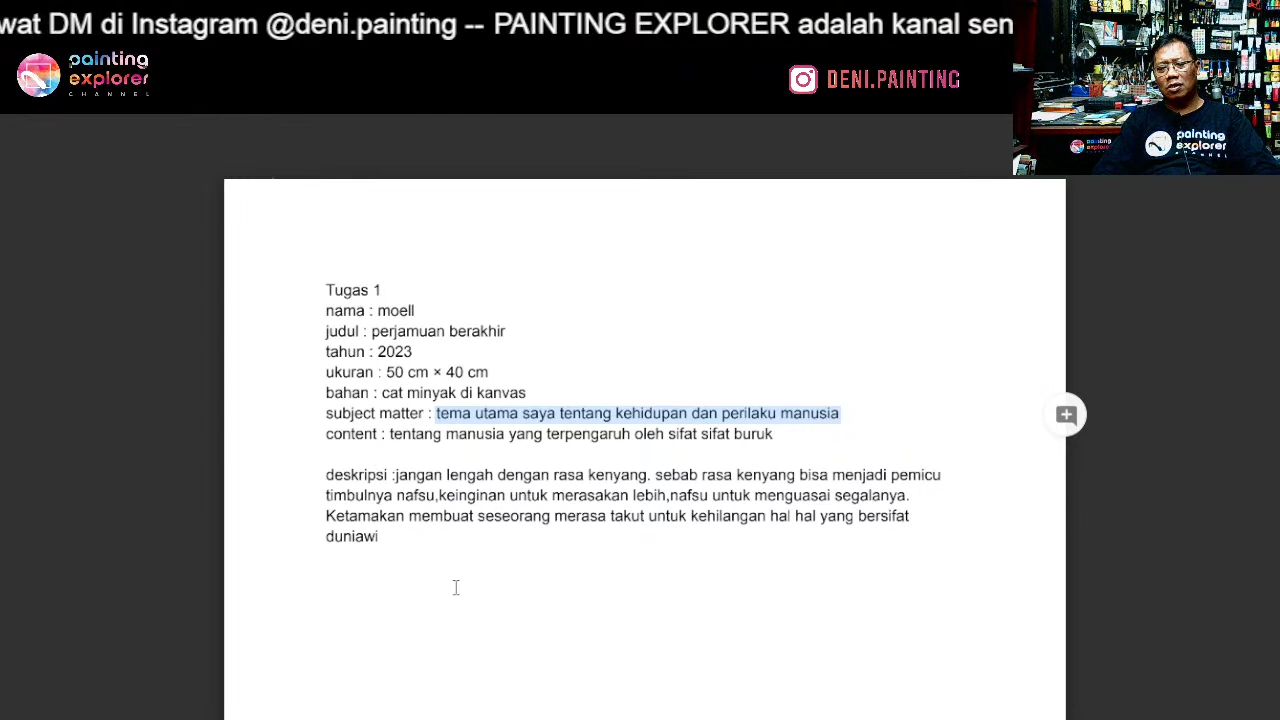 wat DM di Instagram @deni.painting -- PAINTING EXPLORER adalah kanal sen
painting
explorer
CHANNEL
DENI.PAINTING
painting
explorer
CHANNEL
painting
explorer
Tugas 1
nama : moell
judul : perjamuan berakhir
tahun : 2023
ukuran : 50 cm × 40 cm
bahan : cat minyak di kanvas
subject matter : tema utama saya tentang kehidupan dan perilaku manusia
content : tentang manusia yang terpengaruh oleh sifat sifat buruk
deskripsi :jangan lengah dengan rasa kenyang. sebab rasa kenyang bisa menjadi pemicu
timbulnya nafsu,keinginan untuk merasakan lebih,nafsu untuk menguasai segalanya.
Ketamakan membuat seseorang merasa takut untuk kehilangan hal hal yang bersifat
duniawi